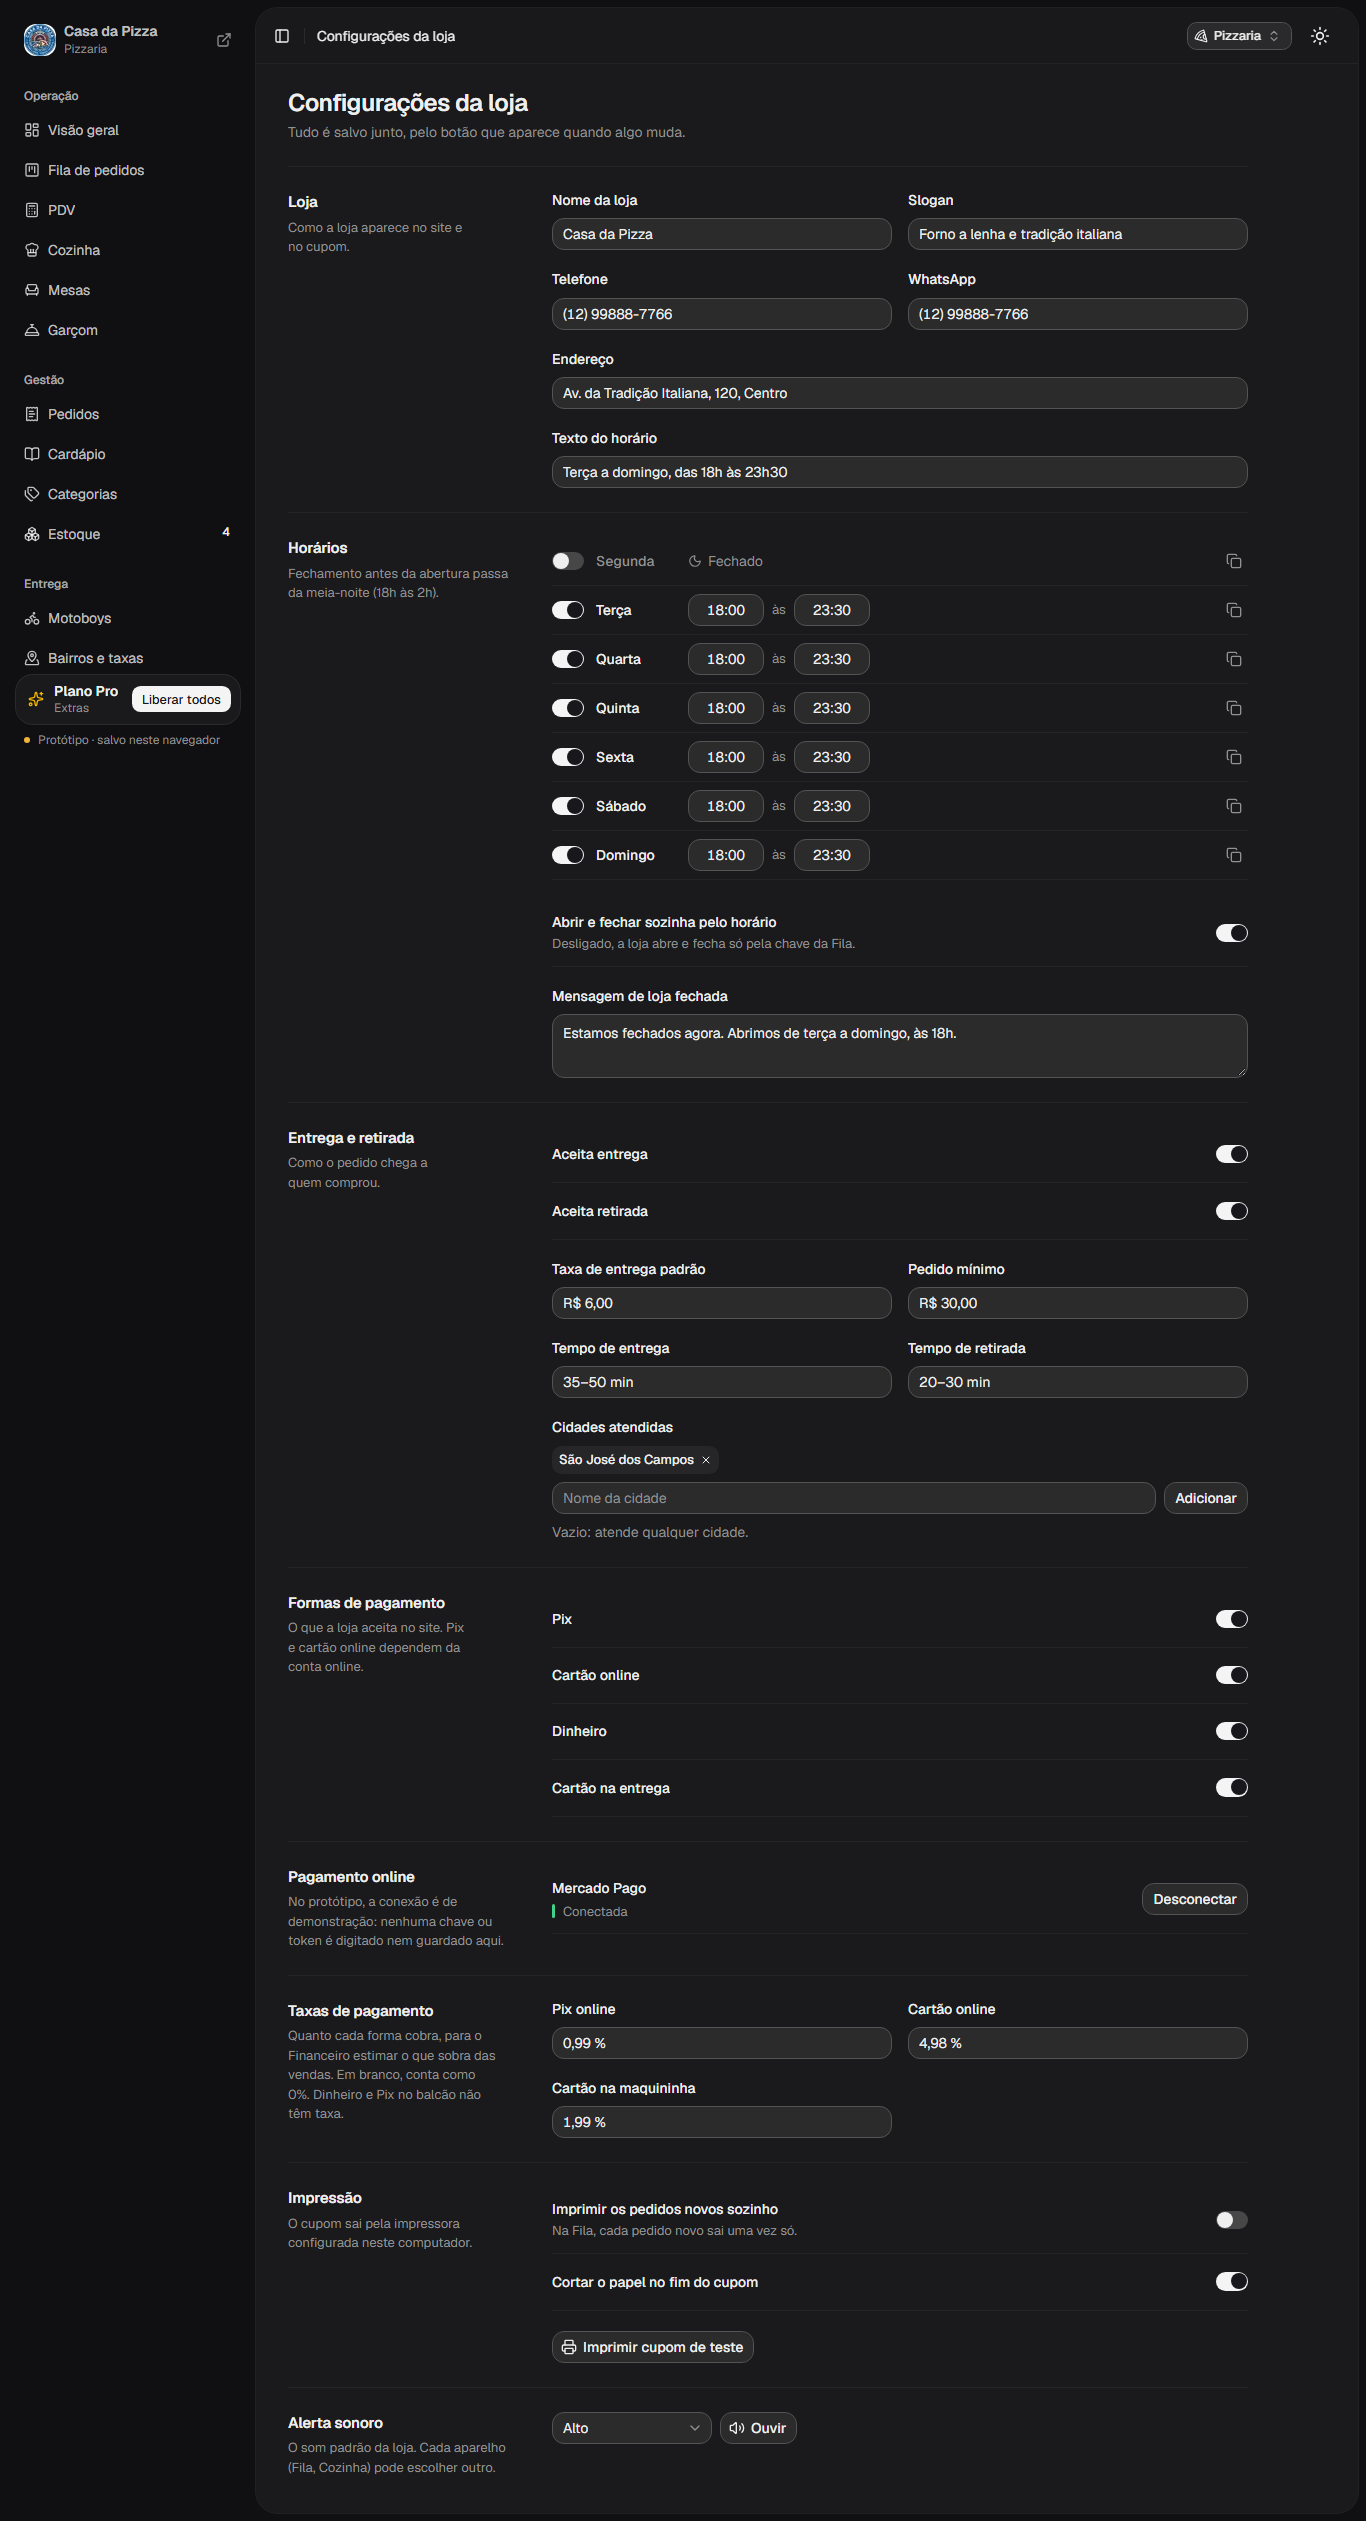 Casa da Pizza
Pizzaria
Operação
Visão geral
Fila de pedidos
PDV
Cozinha
Mesas
Garçom
Gestão
Pedidos
Cardápio
Categorias
Estoque 4
Entrega
Motoboys
Bairros e taxas
Plano Pro
Extras
Liberar todos
Protótipo · salvo neste navegador
Configurações da loja
Pizzaria
Configurações da loja
Tudo é salvo junto, pelo botão que aparece quando algo muda.
Loja
Como a loja aparece no site e
no cupom.
Nome da loja
Casa da Pizza
Slogan
Forno a lenha e tradição italiana
Telefone
(12) 99888-7766
WhatsApp
(12) 99888-7766
Endereço
Av. da Tradição Italiana, 120, Centro
Texto do horário
Terça a domingo, das 18h às 23h30
Horários
Fechamento antes da abertura passa
da meia-noite (18h às 2h).
Segunda Fechado
Terça 18:00 às 23:30
Quarta 18:00 às 23:30
Quinta 18:00 às 23:30
Sexta 18:00 às 23:30
Sábado 18:00 às 23:30
Domingo 18:00 às 23:30
Abrir e fechar sozinha pelo horário
Desligado, a loja abre e fecha só pela chave da Fila.
Mensagem de loja fechada
Estamos fechados agora. Abrimos de terça a domingo, às 18h.
Entrega e retirada
Como o pedido chega a
quem comprou.
Aceita entrega
Aceita retirada
Taxa de entrega padrão
R$ 6,00
Pedido mínimo
R$ 30,00
Tempo de entrega
35–50 min
Tempo de retirada
20–30 min
Cidades atendidas
São José dos Campos
Nome da cidade
Adicionar
Vazio: atende qualquer cidade.
Formas de pagamento
O que a loja aceita no site. Pix
e cartão online dependem da
conta online.
Pix
Cartão online
Dinheiro
Cartão na entrega
Pagamento online
No protótipo, a conexão é de
demonstração: nenhuma chave ou
token é digitado nem guardado aqui.
Mercado Pago
Conectada
Desconectar
Taxas de pagamento
Quanto cada forma cobra, para o
Financeiro estimar o que sobra das
vendas. Em branco, conta como
0%. Dinheiro e Pix no balcão não
têm taxa.
Pix online
0,99 %
Cartão online
4,98 %
Cartão na maquininha
1,99 %
Impressão
O cupom sai pela impressora
configurada neste computador.
Imprimir os pedidos novos sozinho
Na Fila, cada pedido novo sai uma vez só.
Cortar o papel no fim do cupom
Imprimir cupom de teste
Alerta sonoro
O som padrão da loja. Cada aparelho
(Fila, Cozinha) pode escolher outro.
Alto
Ouvir